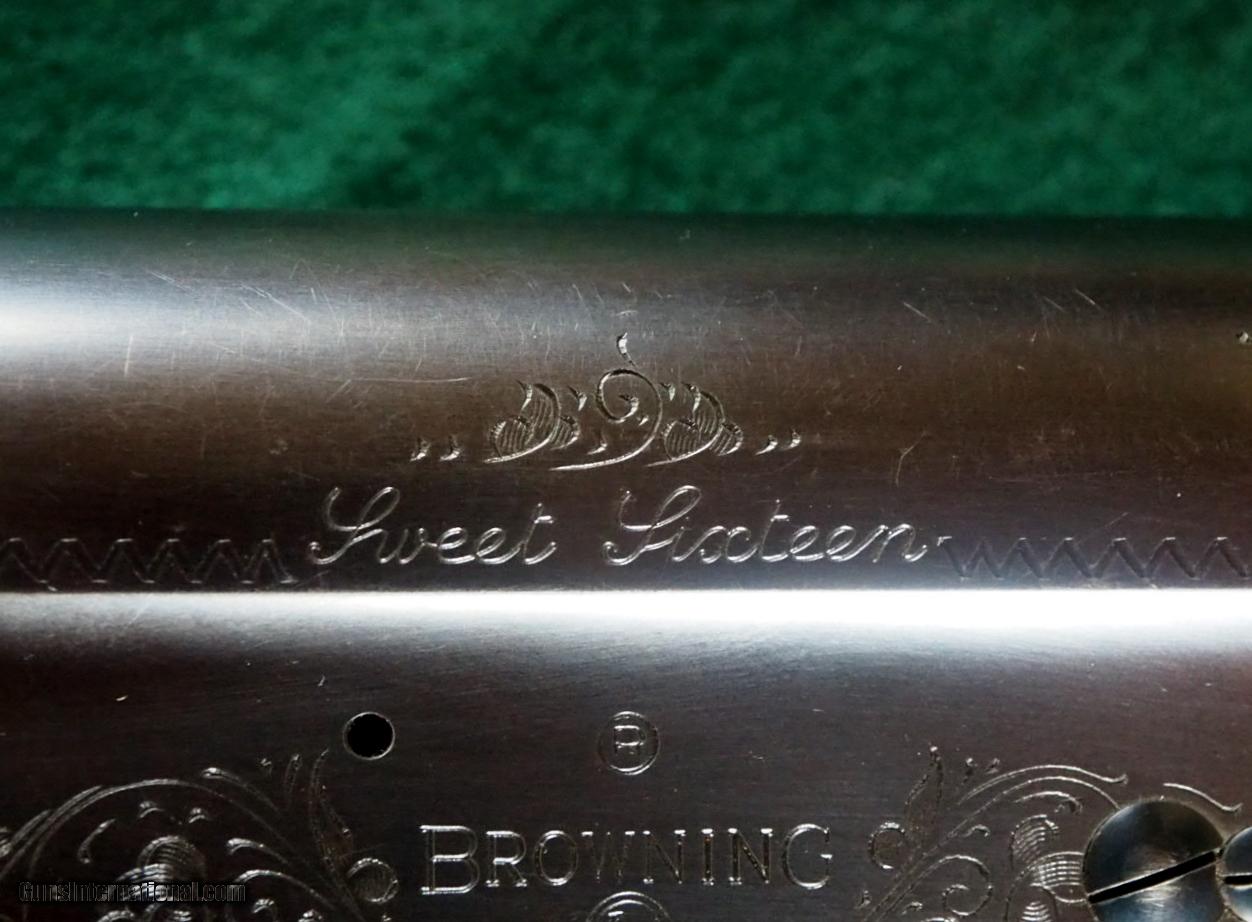 Sweet Sixteen
R
BROWNING
GunsInternational.com